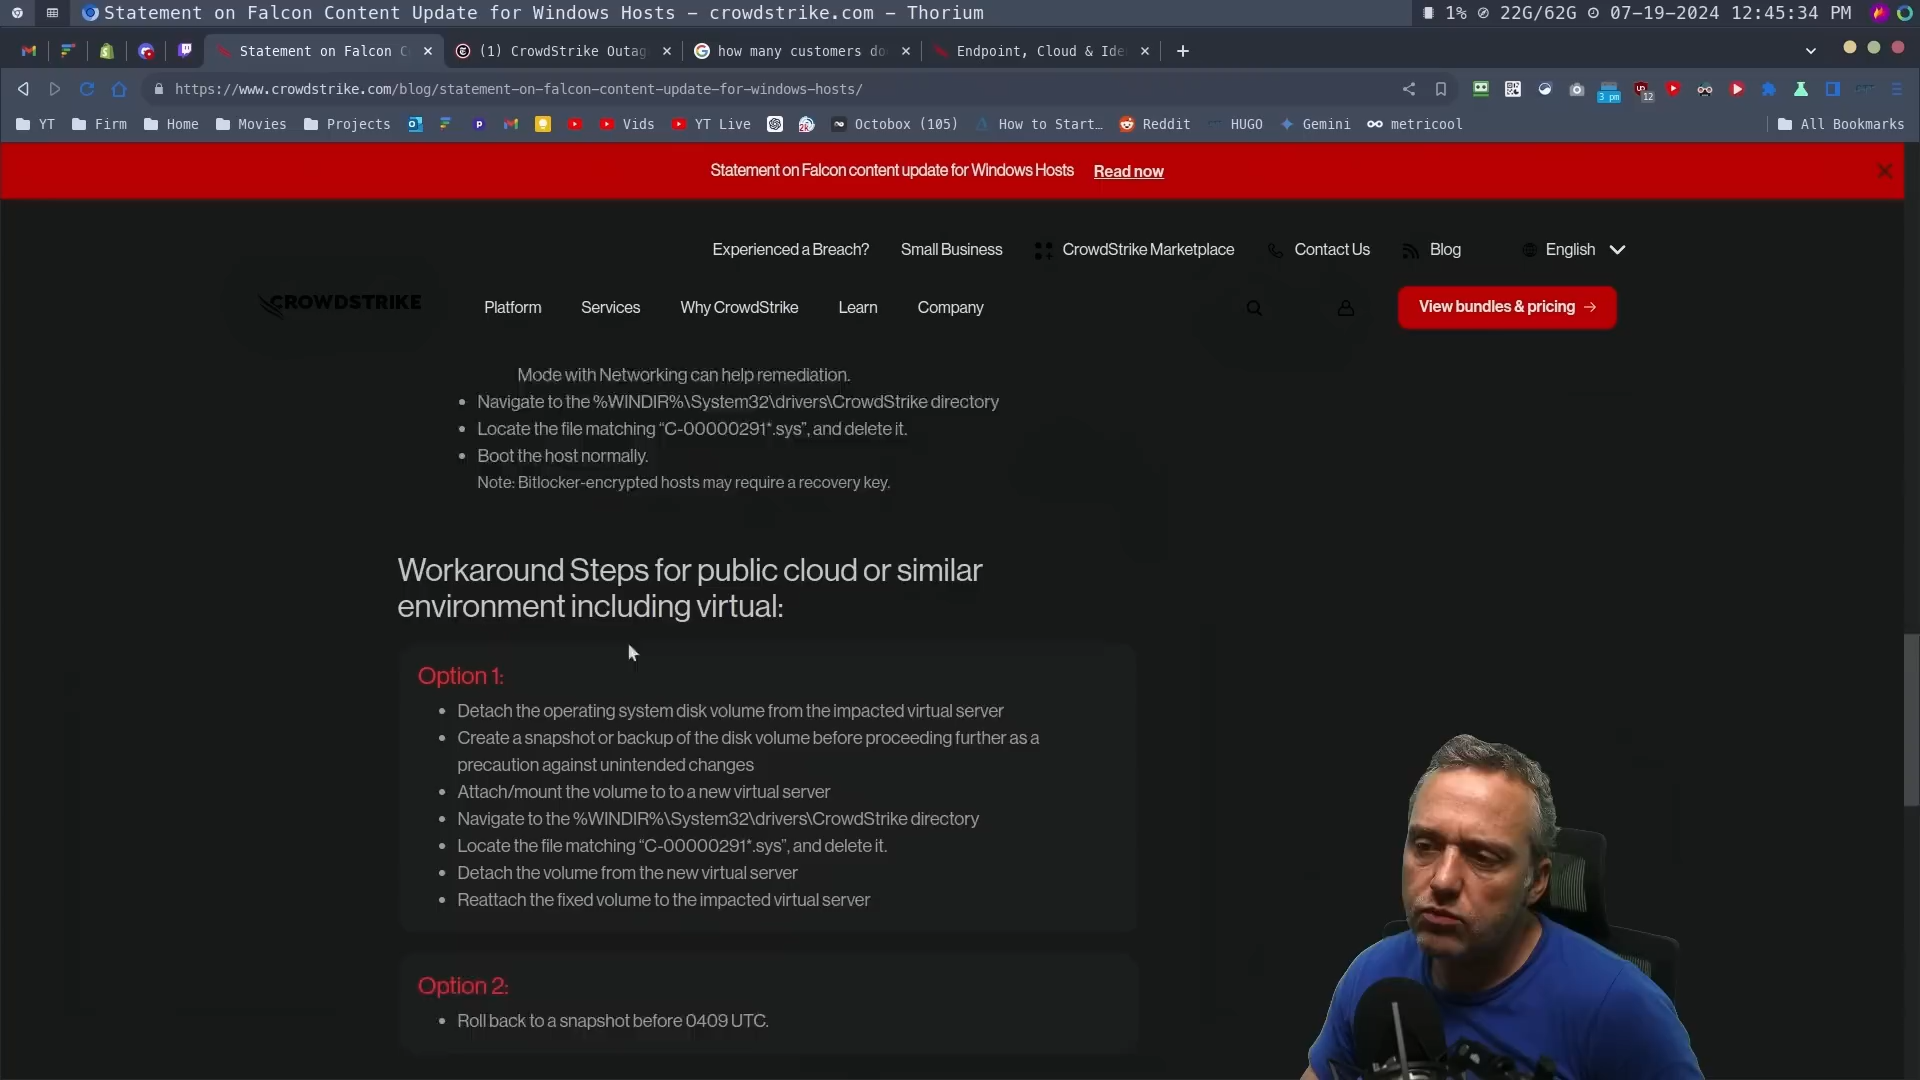 Statement on Falcon Content Update for Windows Hosts – crowdstrike.com – Thorium
1% 22G/62G 07-19-2024 12:45:34 PM
Statement on Falcon C
(1) CrowdStrike Outag
how many customers do
Endpoint, Cloud & Ide
https://www.crowdstrike.com/blog/statement-on-falcon-content-update-for-windows-hosts/
3 pm
12
YT Firm Home Movies Projects Vids YT Live Octobox (105) How to Start… Reddit HUGO Gemini metricool All Bookmarks
Statement on Falcon content update for Windows Hosts Read now
Experienced a Breach? Small Business CrowdStrike Marketplace Contact Us Blog English
CROWDSTRIKE Platform Services Why CrowdStrike Learn Company View bundles & pricing →
Mode with Networking can help remediation.
• Navigate to the %WINDIR%\System32\drivers\CrowdStrike directory
• Locate the file matching “C-00000291*.sys”, and delete it.
• Boot the host normally.
Note: Bitlocker-encrypted hosts may require a recovery key.
Workaround Steps for public cloud or similar
environment including virtual:
Option 1:
• Detach the operating system disk volume from the impacted virtual server
• Create a snapshot or backup of the disk volume before proceeding further as a
precaution against unintended changes
• Attach/mount the volume to to a new virtual server
• Navigate to the %WINDIR%\System32\drivers\CrowdStrike directory
• Locate the file matching “C-00000291*.sys”, and delete it.
• Detach the volume from the new virtual server
• Reattach the fixed volume to the impacted virtual server
Option 2:
• Roll back to a snapshot before 0409 UTC.